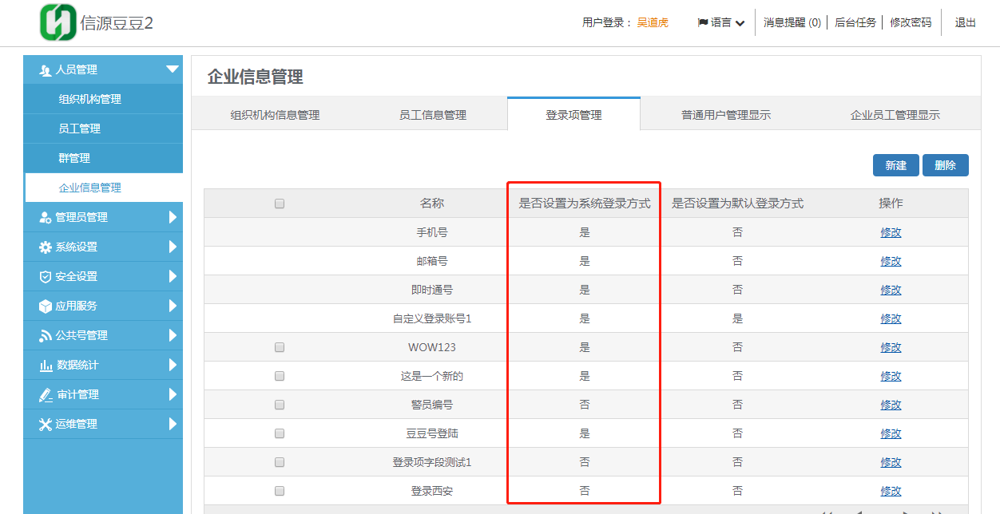 信源豆豆2
用户登录： 吴道虎 语言 消息提醒 (0) 后台任务 修改密码 退出
人员管理
组织机构管理
员工管理
群管理
企业信息管理
管理员管理
系统设置
安全设置
应用服务
公共号管理
数据统计
审计管理
运维管理
企业信息管理
组织机构信息管理 员工信息管理 登录项管理 普通用户管理显示 企业员工管理显示
新建 删除
名称 是否设置为系统登录方式 是否设置为默认登录方式 操作
手机号 是 否 修改
邮箱号 是 否 修改
即时通号 是 否 修改
自定义登录账号1 是 是 修改
WOW123 是 否 修改
这是一个新的 是 否 修改
警员编号 否 否 修改
豆豆号登陆 是 否 修改
登录项字段测试1 否 否 修改
登录西安 否 否 修改